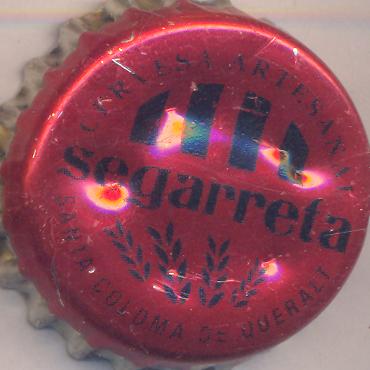 CERVESA ARTESANAL
Segarreta
SANTA COLOMA DE QUERALT